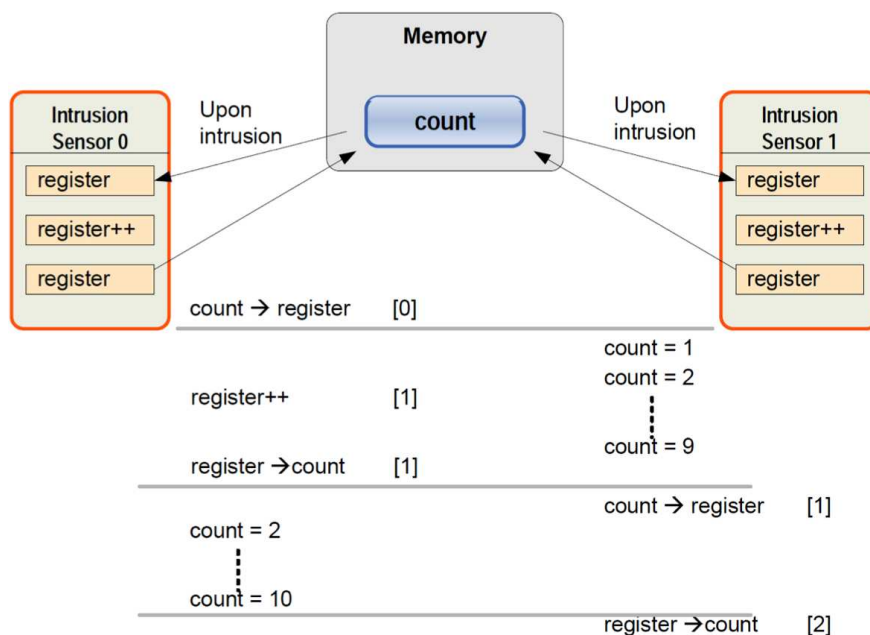 Memory
count
Intrusion
Sensor 0
register
register++
register
Upon
intrusion
Upon
intrusion
Intrusion
Sensor 1
register
register++
register
count → register [0]
count = 1
count = 2
register++ [1]
count = 9
register →count [1]
count → register [1]
count = 2
count = 10
register →count [2]